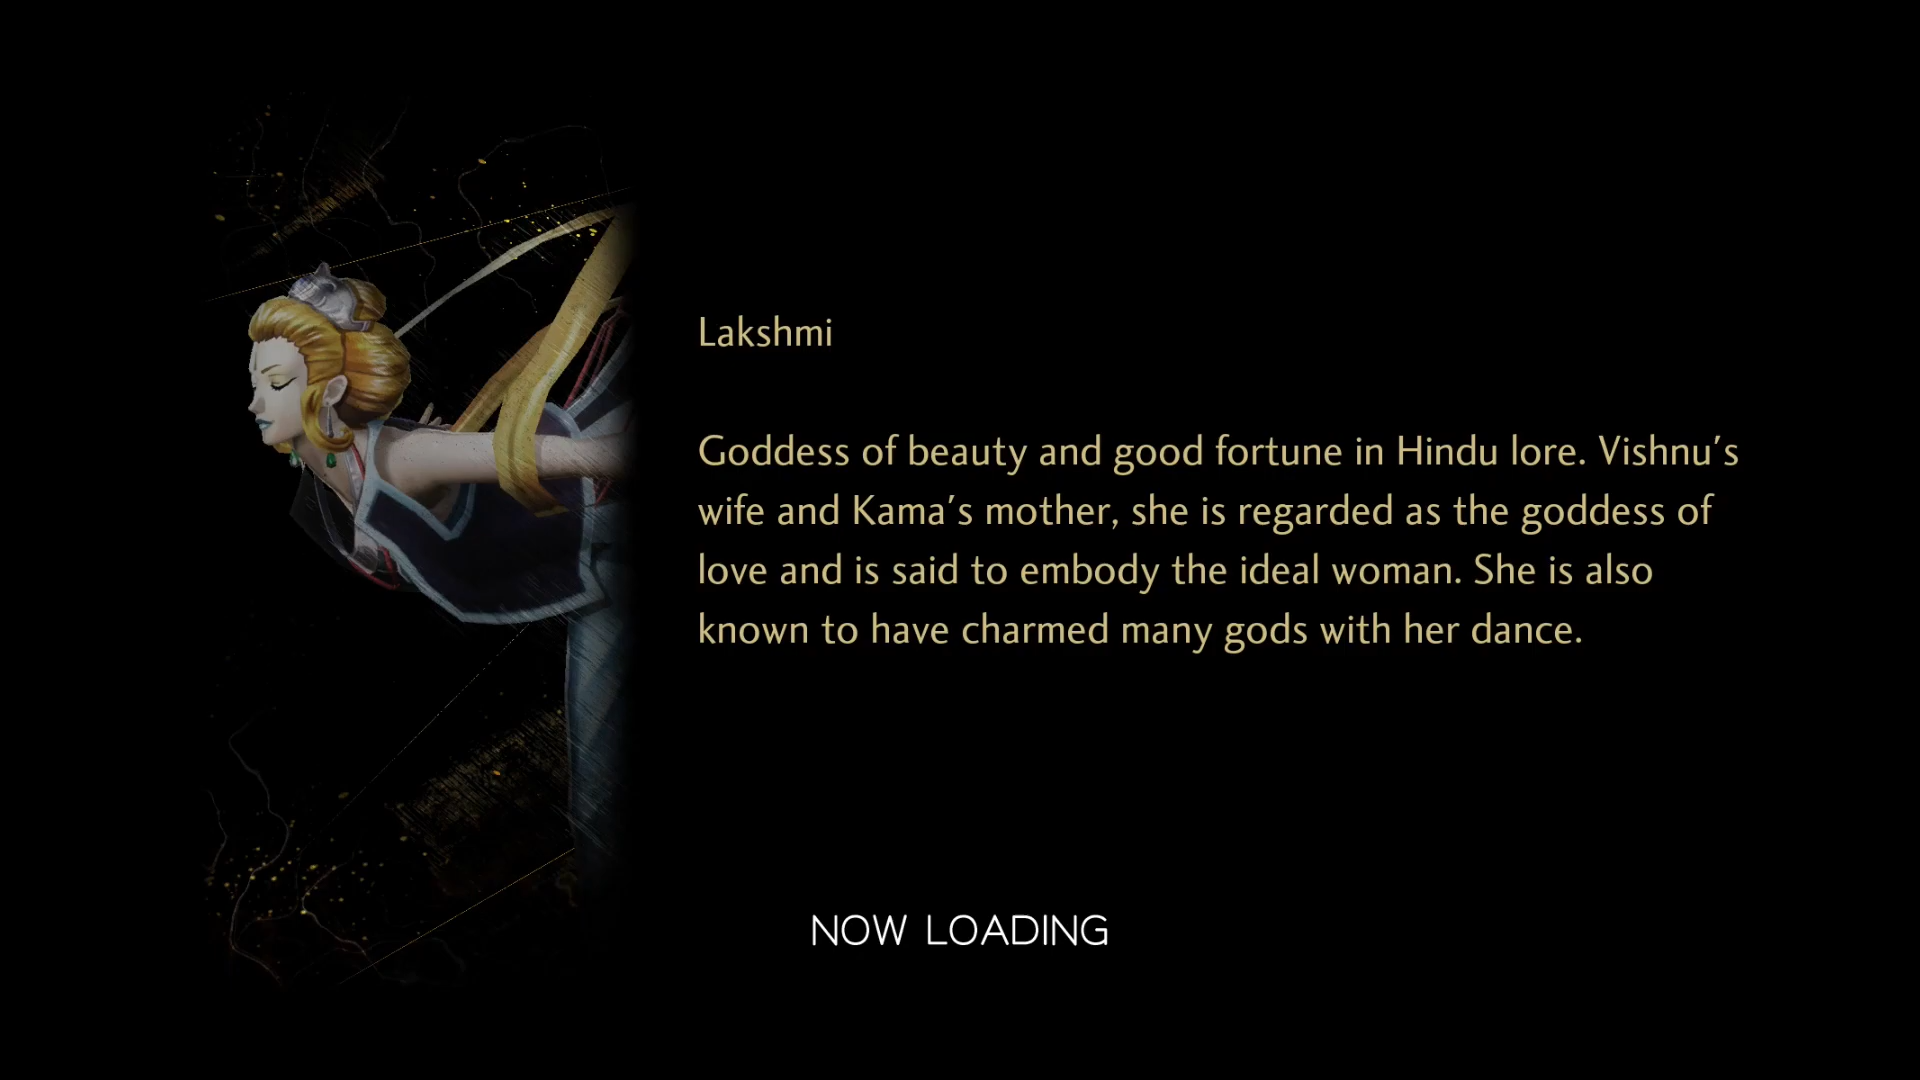 Lakshmi
Goddess of beauty and good fortune in Hindu lore. Vishnu's
wife and Kama's mother, she is regarded as the goddess of
love and is said to embody the ideal woman. She is also
known to have charmed many gods with her dance.
NOW LOADING